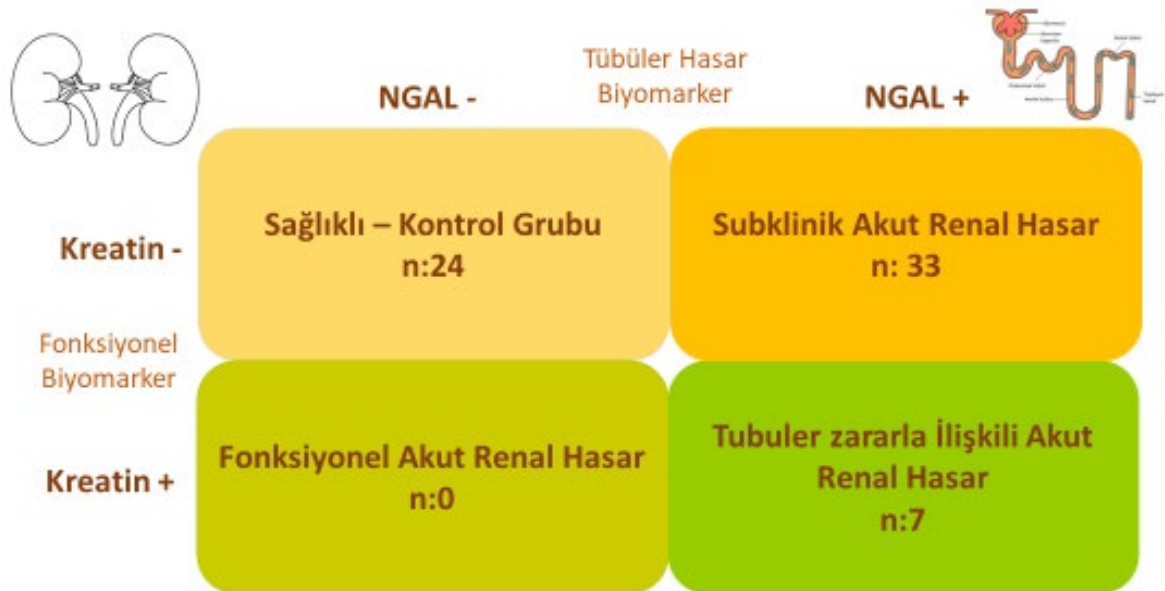 Tübüler Hasar
Biyomarker
NGAL -
NGAL +
Kreatin -
Sağlıklı – Kontrol Grubu
n:24
Subklinik Akut Renal Hasar
n: 33
Fonksiyonel
Biyomarker
Kreatin +
Fonksiyonel Akut Renal Hasar
n:0
Tubuler zararla İlişkili Akut
Renal Hasar
n:7